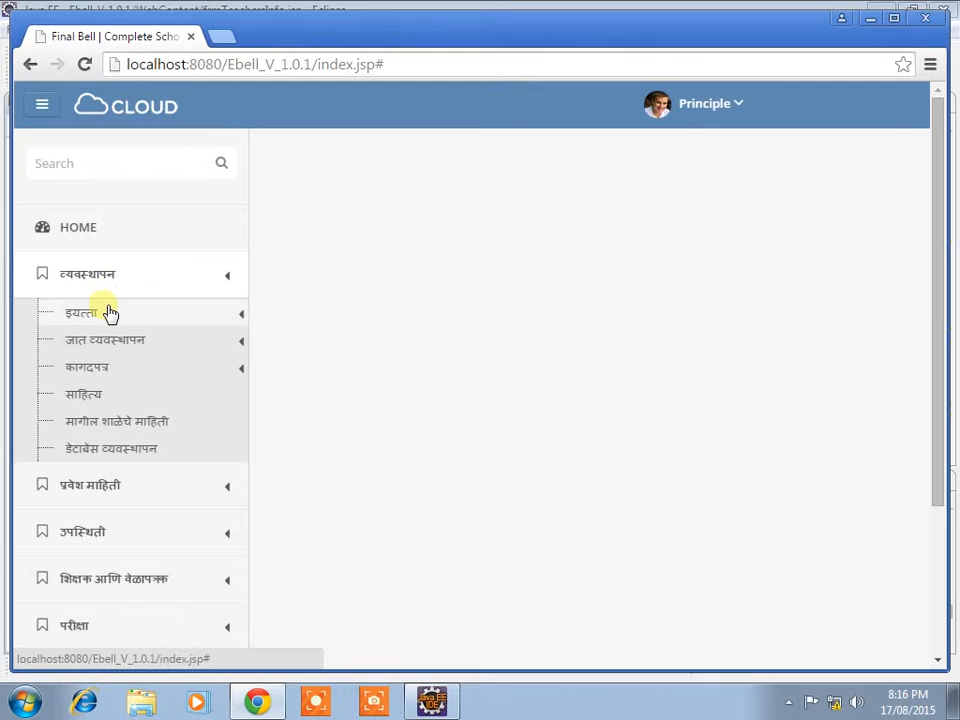 Final Bell | Complete Scho
localhost:8080/Ebell_V_1.0.1/index.jsp#
CLOUD
Principle
Search
HOME
व्यवस्थापन
इयत्ता
जात व्यवस्थापन
कागदपत्र
साहित्य
मागील शाळेचे माहिती
डेटाबेस व्यवस्थापन
प्रवेश माहिती
उपस्थिती
शिक्षक आणि वेळापत्रक
परीक्षा
localhost:8080/Ebell_V_1.0.1/index.jsp#
8:16 PM
17/08/2015